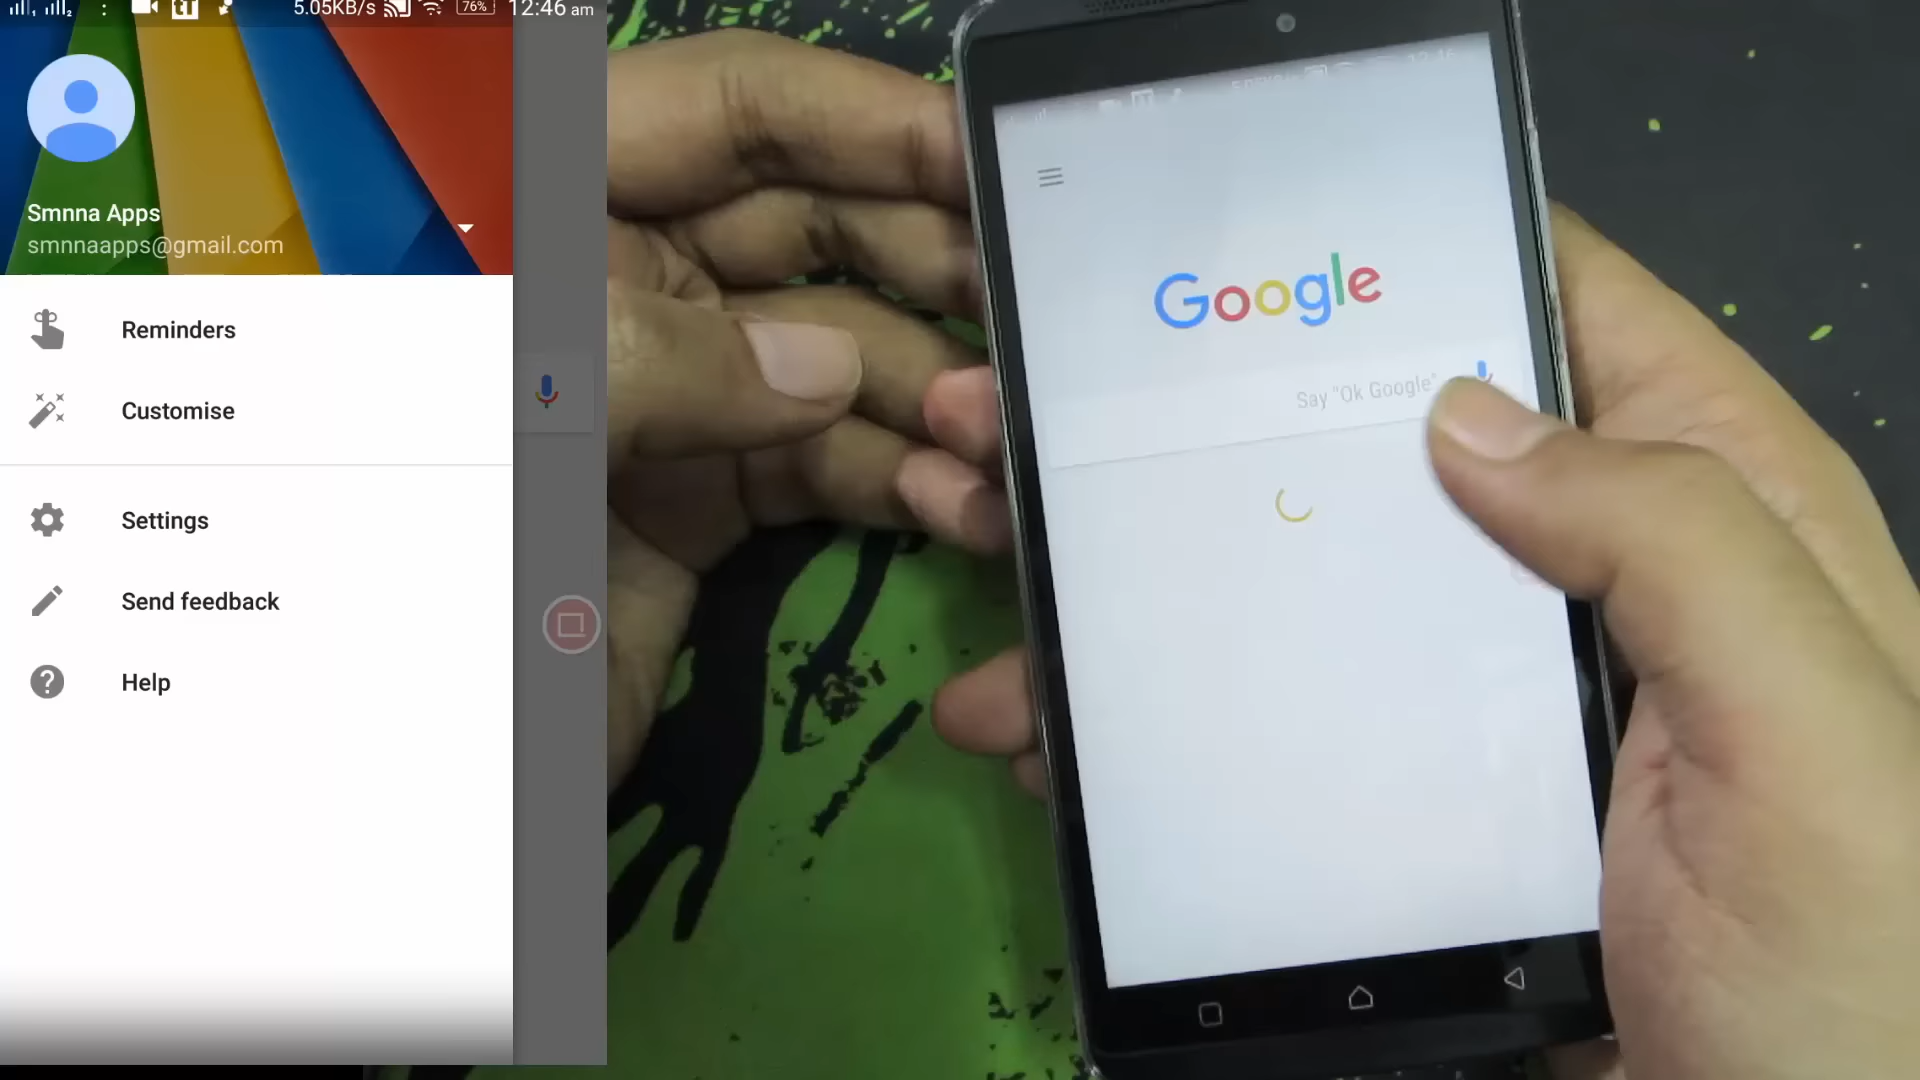 5.05KB/s 76% 12:46 am
Smnna Apps
smnnaapps@gmail.com
Reminders
Customise
Settings
Send feedback
Help
Google
Say "Ok Google"